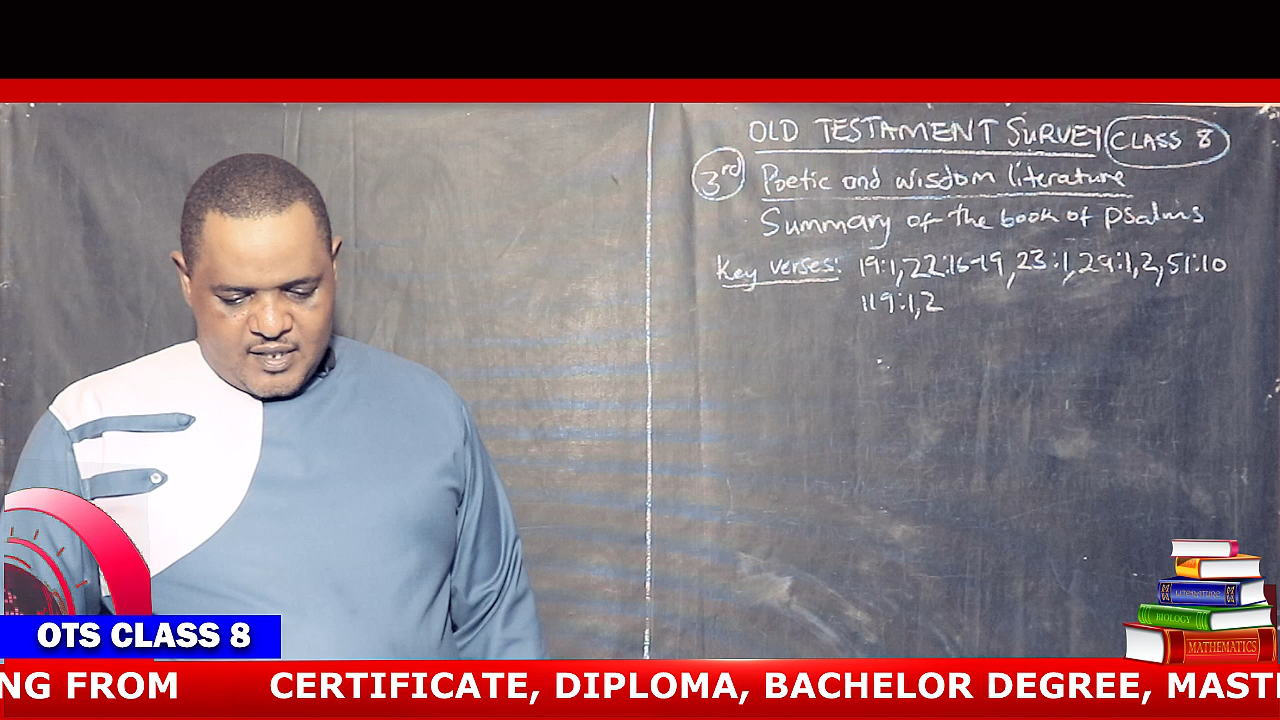 OLD TESTAMENT SURVEY CLASS 8
3rd Poetic and wisdom literature
Summary of the book of psalms
Key verses: 19:1, 22:16-19, 23:1, 29:1,2, 51:10
119:1,2
LITERATURE
BIOLOGY
MATHEMATICS
OTS CLASS 8
NG FROM CERTIFICATE, DIPLOMA, BACHELOR DEGREE, MAST